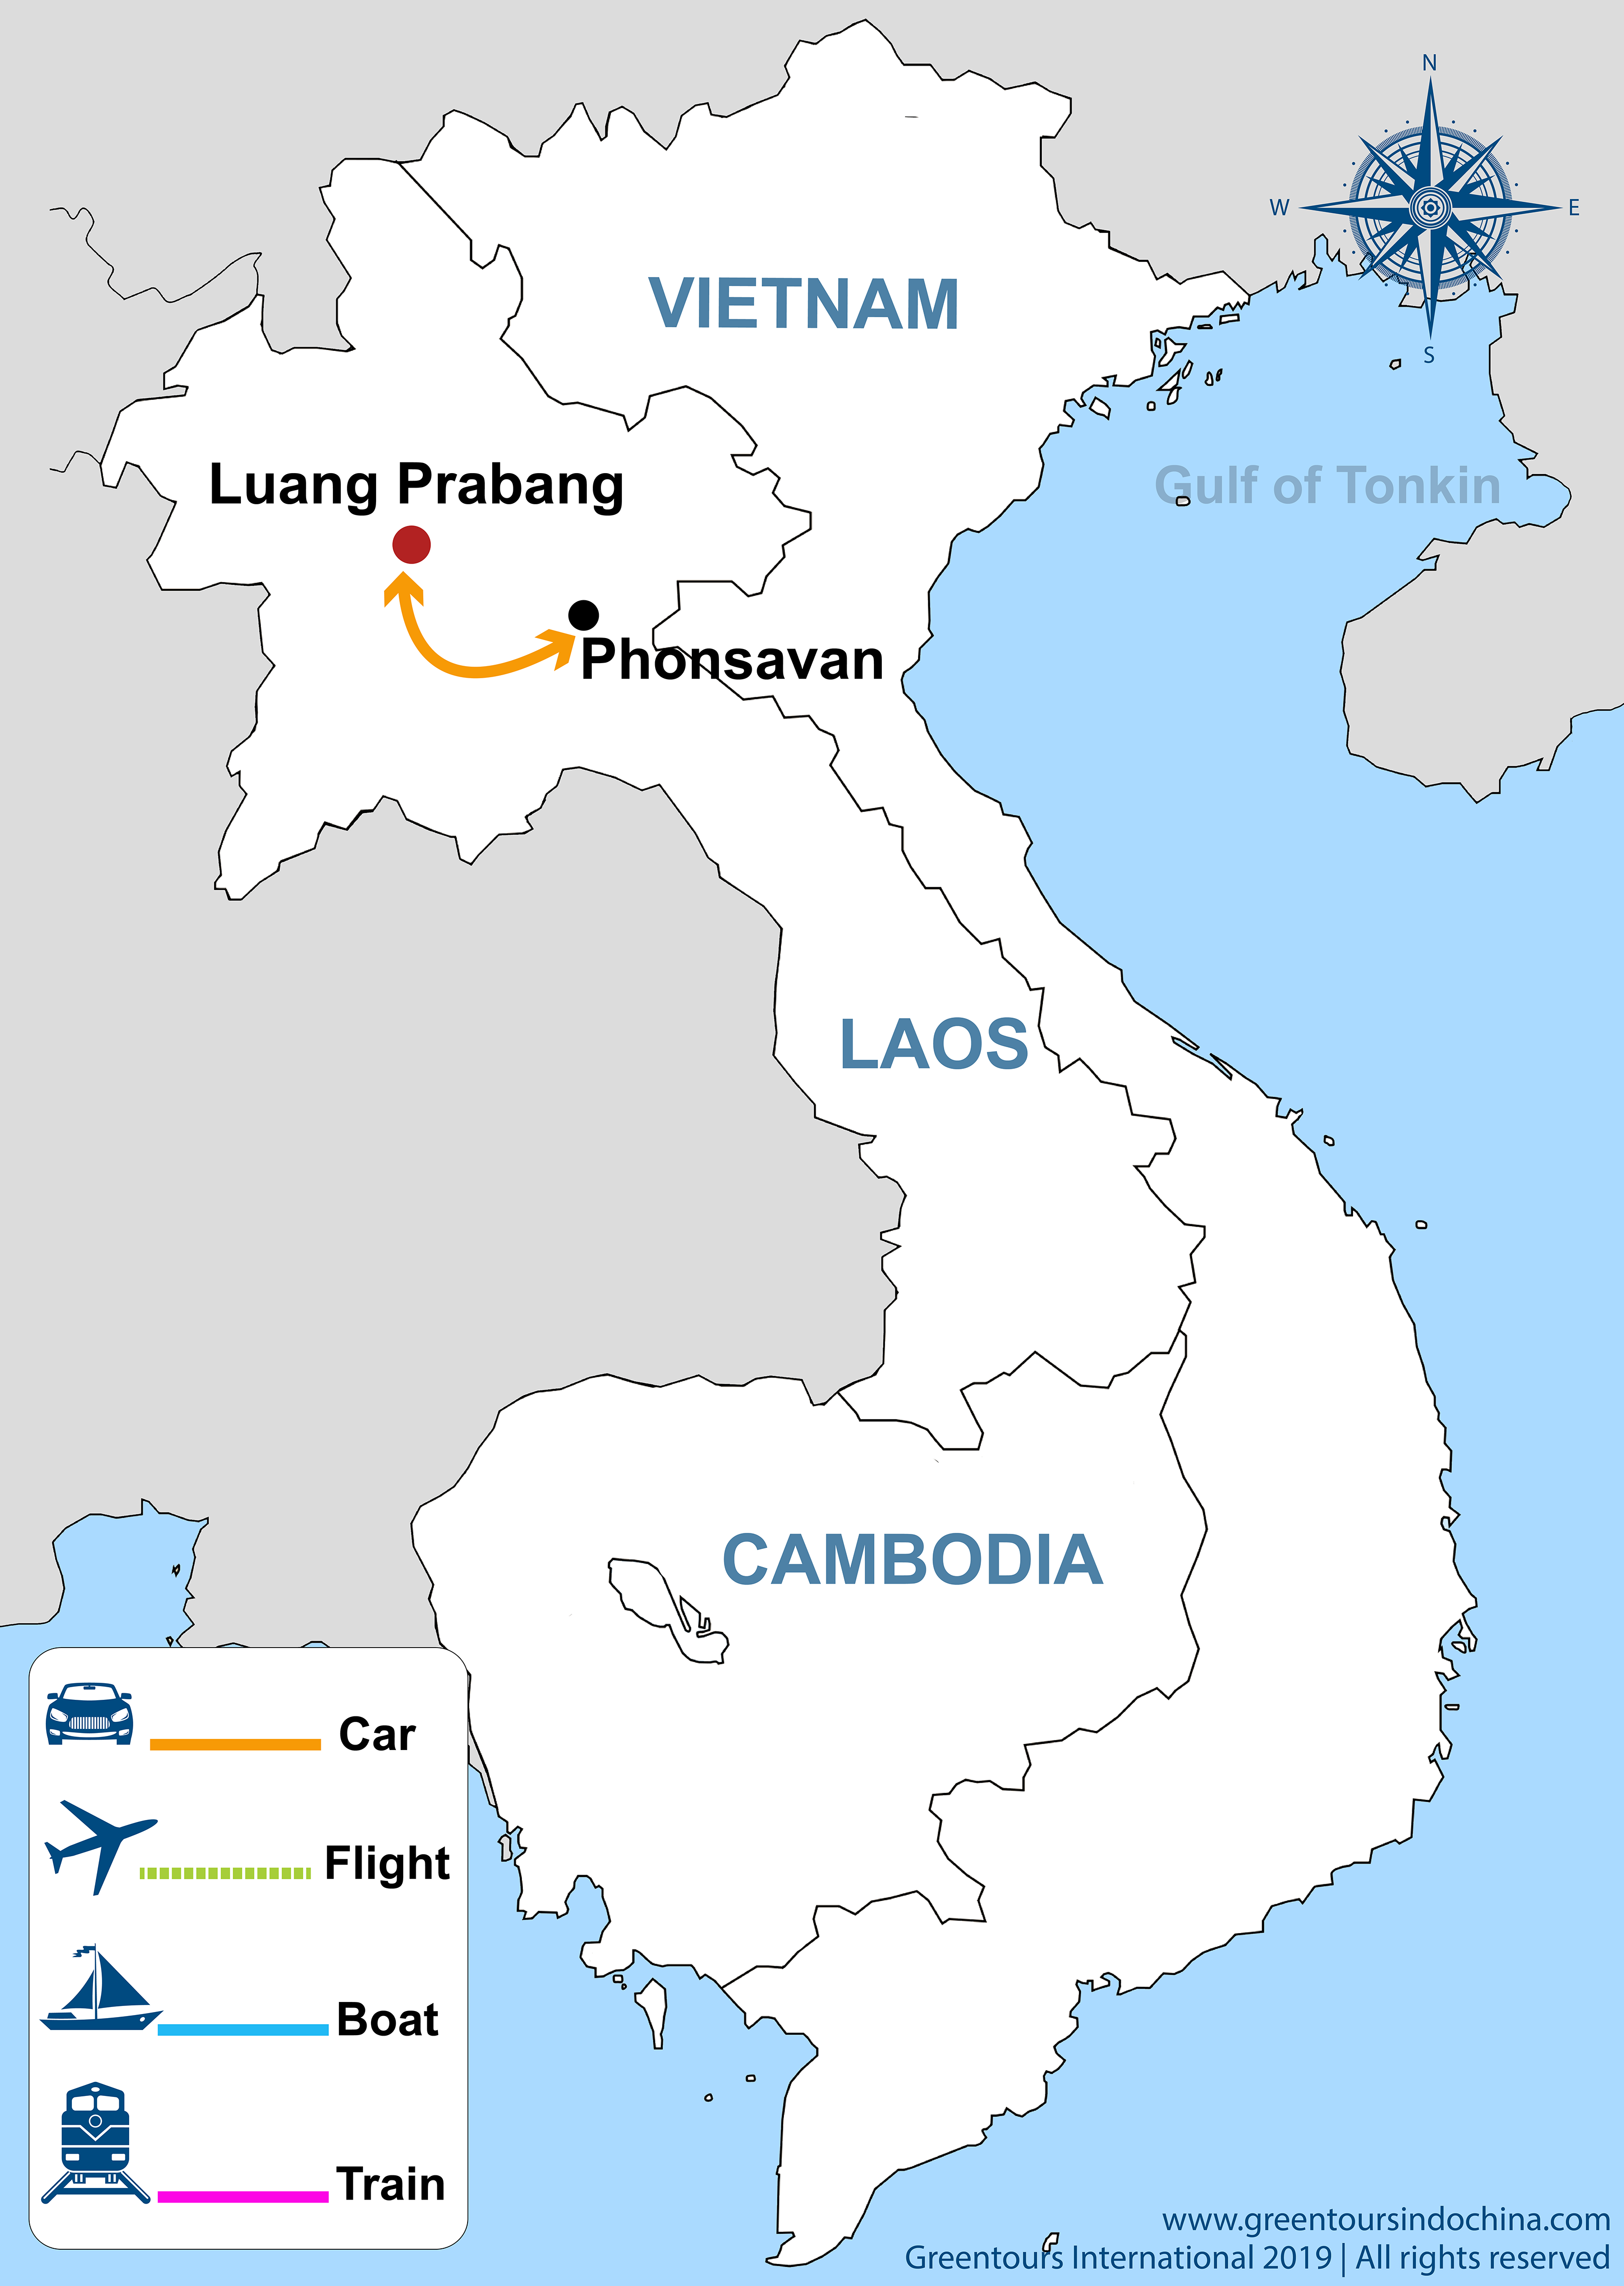 N
W
E
S
VIETNAM
Gulf of Tonkin
Luang Prabang
Phonsavan
LAOS
CAMBODIA
Car
Flight
Boat
Train
www.greentoursindochina.com
Greentours International 2019 | All rights reserved